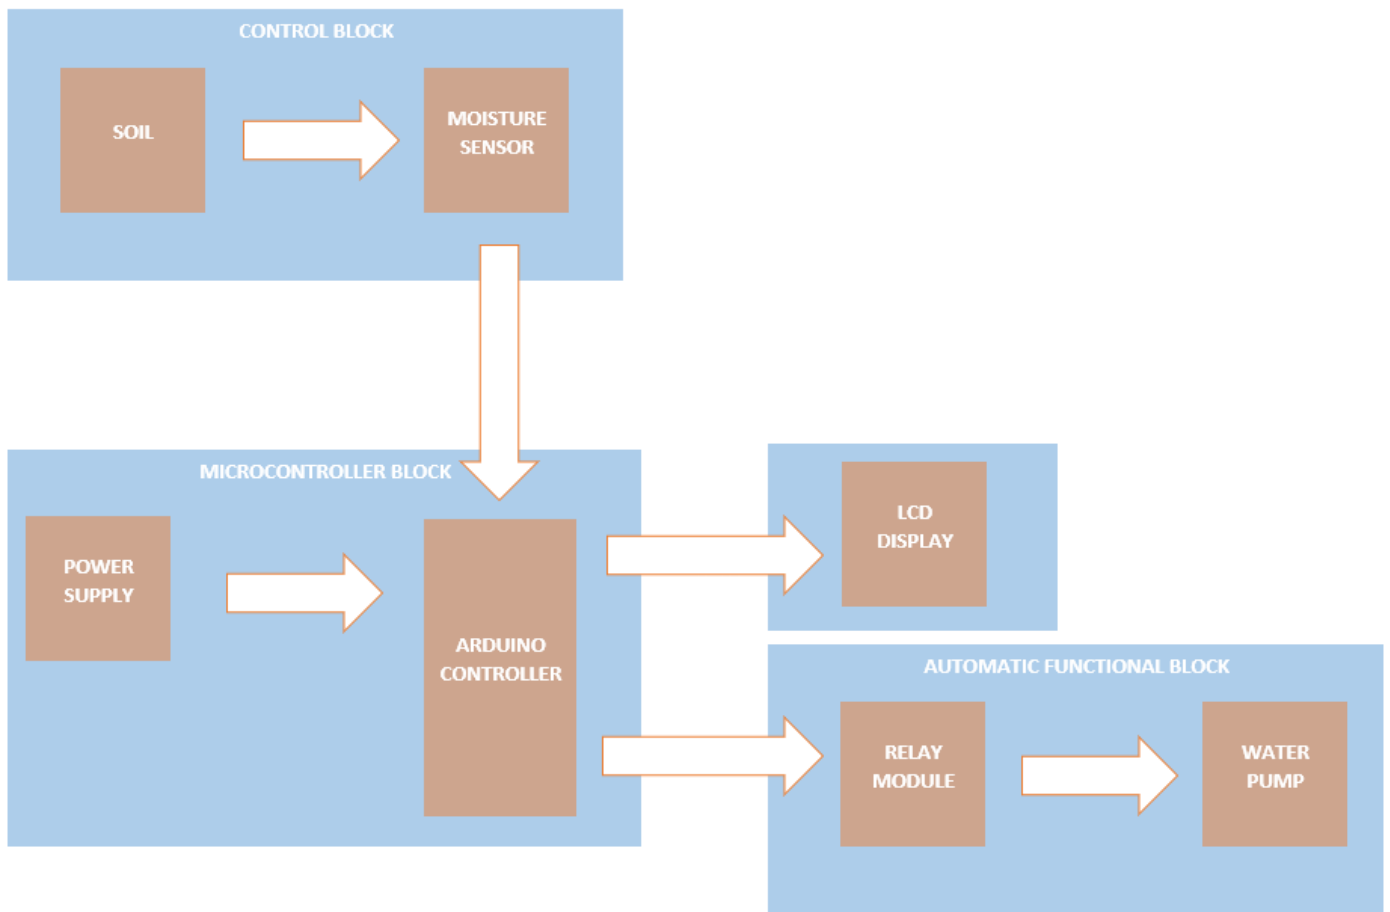 CONTROL BLOCK
SOIL
MOISTURE
SENSOR
MICROCONTROLLER BLOCK
POWER
SUPPLY
ARDUINO
CONTROLLER
LCD
DISPLAY
AUTOMATIC FUNCTIONAL BLOCK
RELAY
MODULE
WATER
PUMP